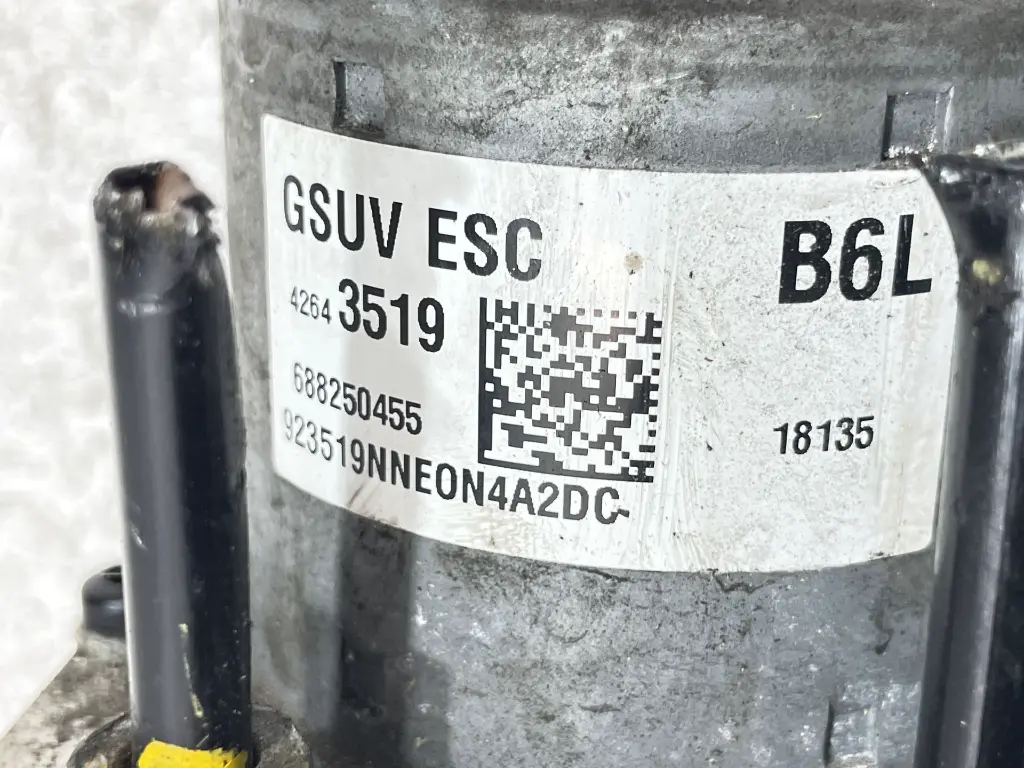 GSUV ESC
B6L
4264 3519
688250455
18135
923519NNEON4A2DC-